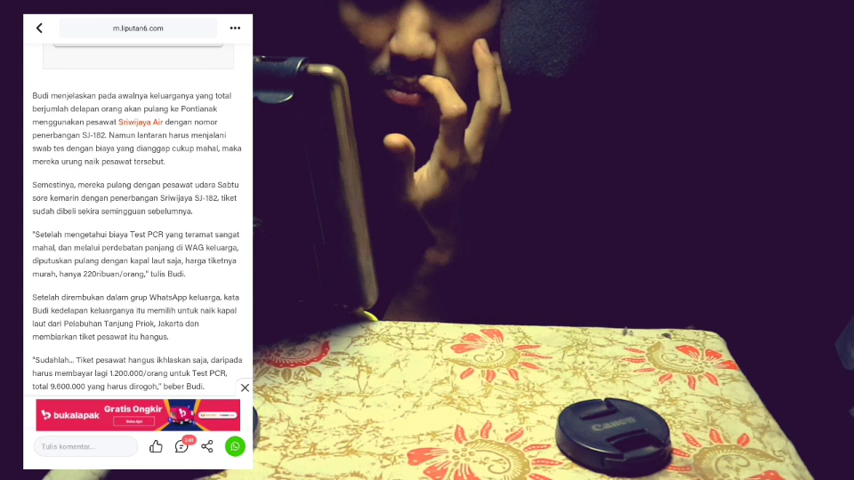 m.liputan6.com
Budi menjelaskan pada awalnya keluarganya yang total
berjumlah delapan orang akan pulang ke Pontianak
menggunakan pesawat Sriwijaya Air dengan nomor
penerbangan SJ-182. Namun lantaran harus menjalani
swab tes dengan biaya yang dianggap cukup mahal, maka
mereka urung naik pesawat tersebut.
Semestinya, mereka pulang dengan pesawat udara Sabtu
sore kemarin dengan penerbangan Sriwijaya SJ-182, tiket
sudah dibeli sekira semingguan sebelumnya.
"Setelah mengetahui biaya Test PCR yang teramat sangat
mahal, dan melalui perdebatan panjang di WAG keluarga,
diputuskan pulang dengan kapal laut saja, harga tiketnya
murah, hanya 220ribuan/orang," tulis Budi.
Setelah dirembukan dalam grup WhatsApp keluarga, kata
Budi kedelapan keluarganya itu memilih untuk naik kapal
laut dari Pelabuhan Tanjung Priok, Jakarta dan
membiarkan tiket pesawat itu hangus.
"Sudahlah... Tiket pesawat hangus ikhlaskan saja, daripada
harus membayar lagi 1.200.000/orang untuk Test PCR,
total 9.600.000 yang harus dirogoh," beber Budi.
bukalapak
Gratis Ongkir
Tulis komentar...
Canon